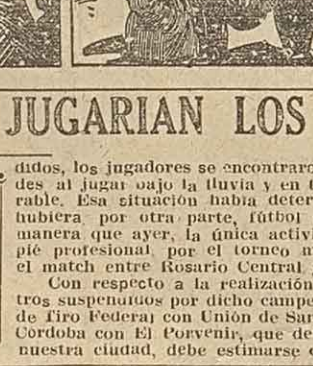 JUGARIAN LOS
didos, los jugadores se encontraro
des al jugar bajo la lluvia y en t
rable. Esa situación había deter
hubiera por otra parte, fútbol
manera que ayer, la única activi
pié profesional, por el torneo n
el match entre Rosario Central
Con respecto a la realización
tros suspendidos por dicho campe
de Tiro Federal con Unión de San
Córdoba con El Porvenir, que de
nuestra ciudad, debe estimarse